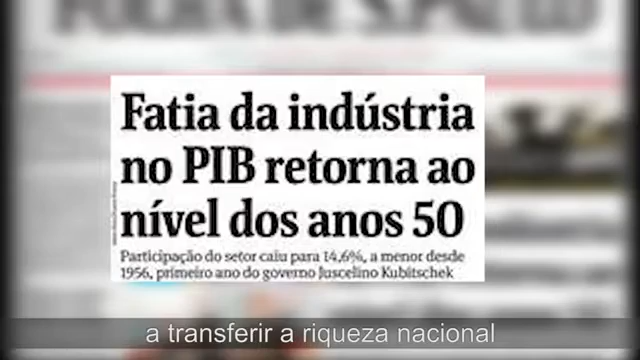 Fatia da indústria
no PIB retorna ao
nível dos anos 50
Participação do setor caiu para 14,6%, a menor desde
1956, primeiro ano do governo Juscelino Kubitschek
a transferir a riqueza nacional